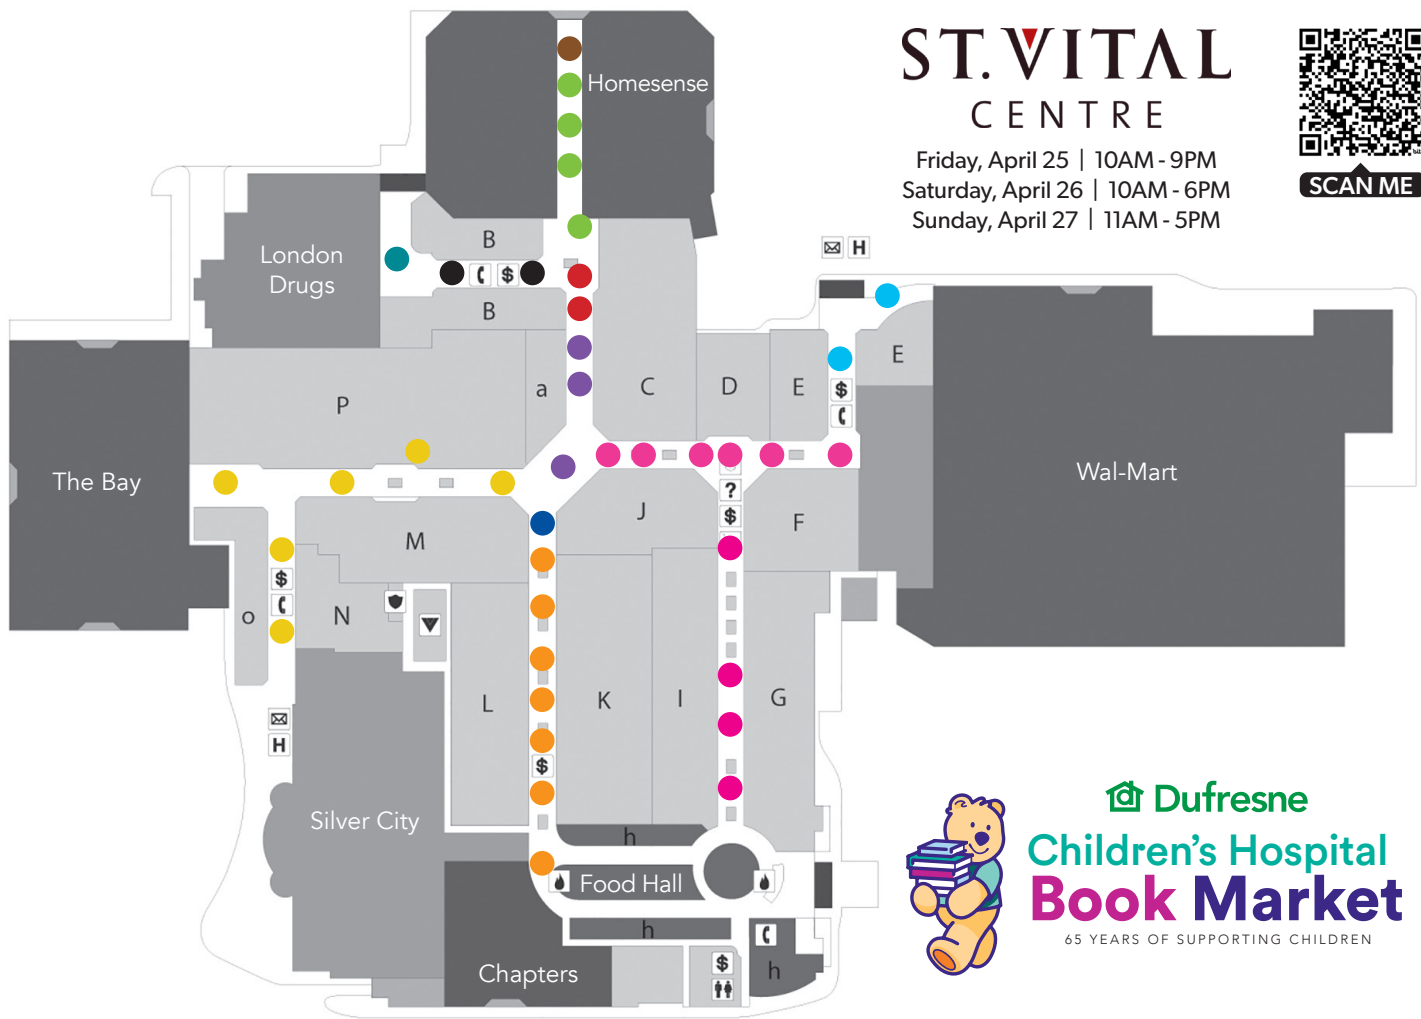 ST. VITAL
CENTRE
Friday, April 25 | 10AM - 9PM
Saturday, April 26 | 10AM - 6PM
Sunday, April 27 | 11AM - 5PM
SCAN ME
Homesense
B
London
Drugs
$
B
H
E
P
a
C
D
E
$
The Bay
Wal-Mart
?
$
J
F
M
$
o
N
L
K
I
G
H
$
Silver City
h
Food Hall
h
$
h
Chapters
Dufresne
Children's Hospital
Book Market
65 YEARS OF SUPPORTING CHILDREN